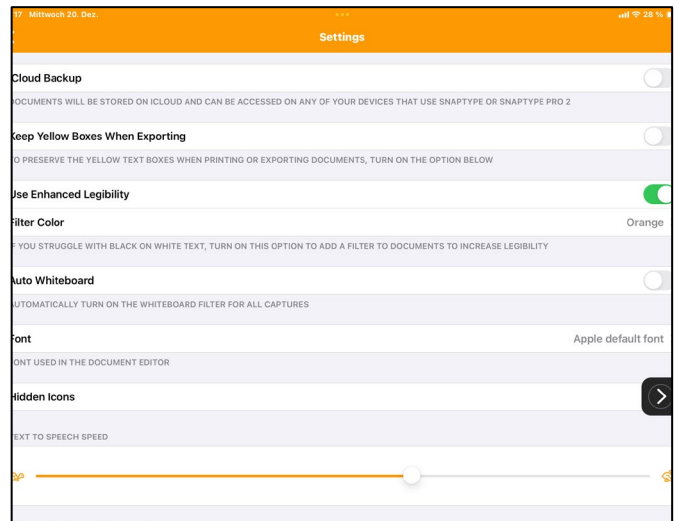 17 Mittwoch 20. Dez.
28 %
Settings
Cloud Backup
DOCUMENTS WILL BE STORED ON ICLOUD AND CAN BE ACCESSED ON ANY OF YOUR DEVICES THAT USE SNAPTYPE OR SNAPTYPE PRO 2
Keep Yellow Boxes When Exporting
TO PRESERVE THE YELLOW TEXT BOXES WHEN PRINTING OR EXPORTING DOCUMENTS, TURN ON THE OPTION BELOW
Use Enhanced Legibility
Filter Color Orange
IF YOU STRUGGLE WITH BLACK ON WHITE TEXT, TURN ON THIS OPTION TO ADD A FILTER TO DOCUMENTS TO INCREASE LEGIBILITY
Auto Whiteboard
AUTOMATICALLY TURN ON THE WHITEBOARD FILTER FOR ALL CAPTURES
Font Apple default font
FONT USED IN THE DOCUMENT EDITOR
Hidden Icons
TEXT TO SPEECH SPEED